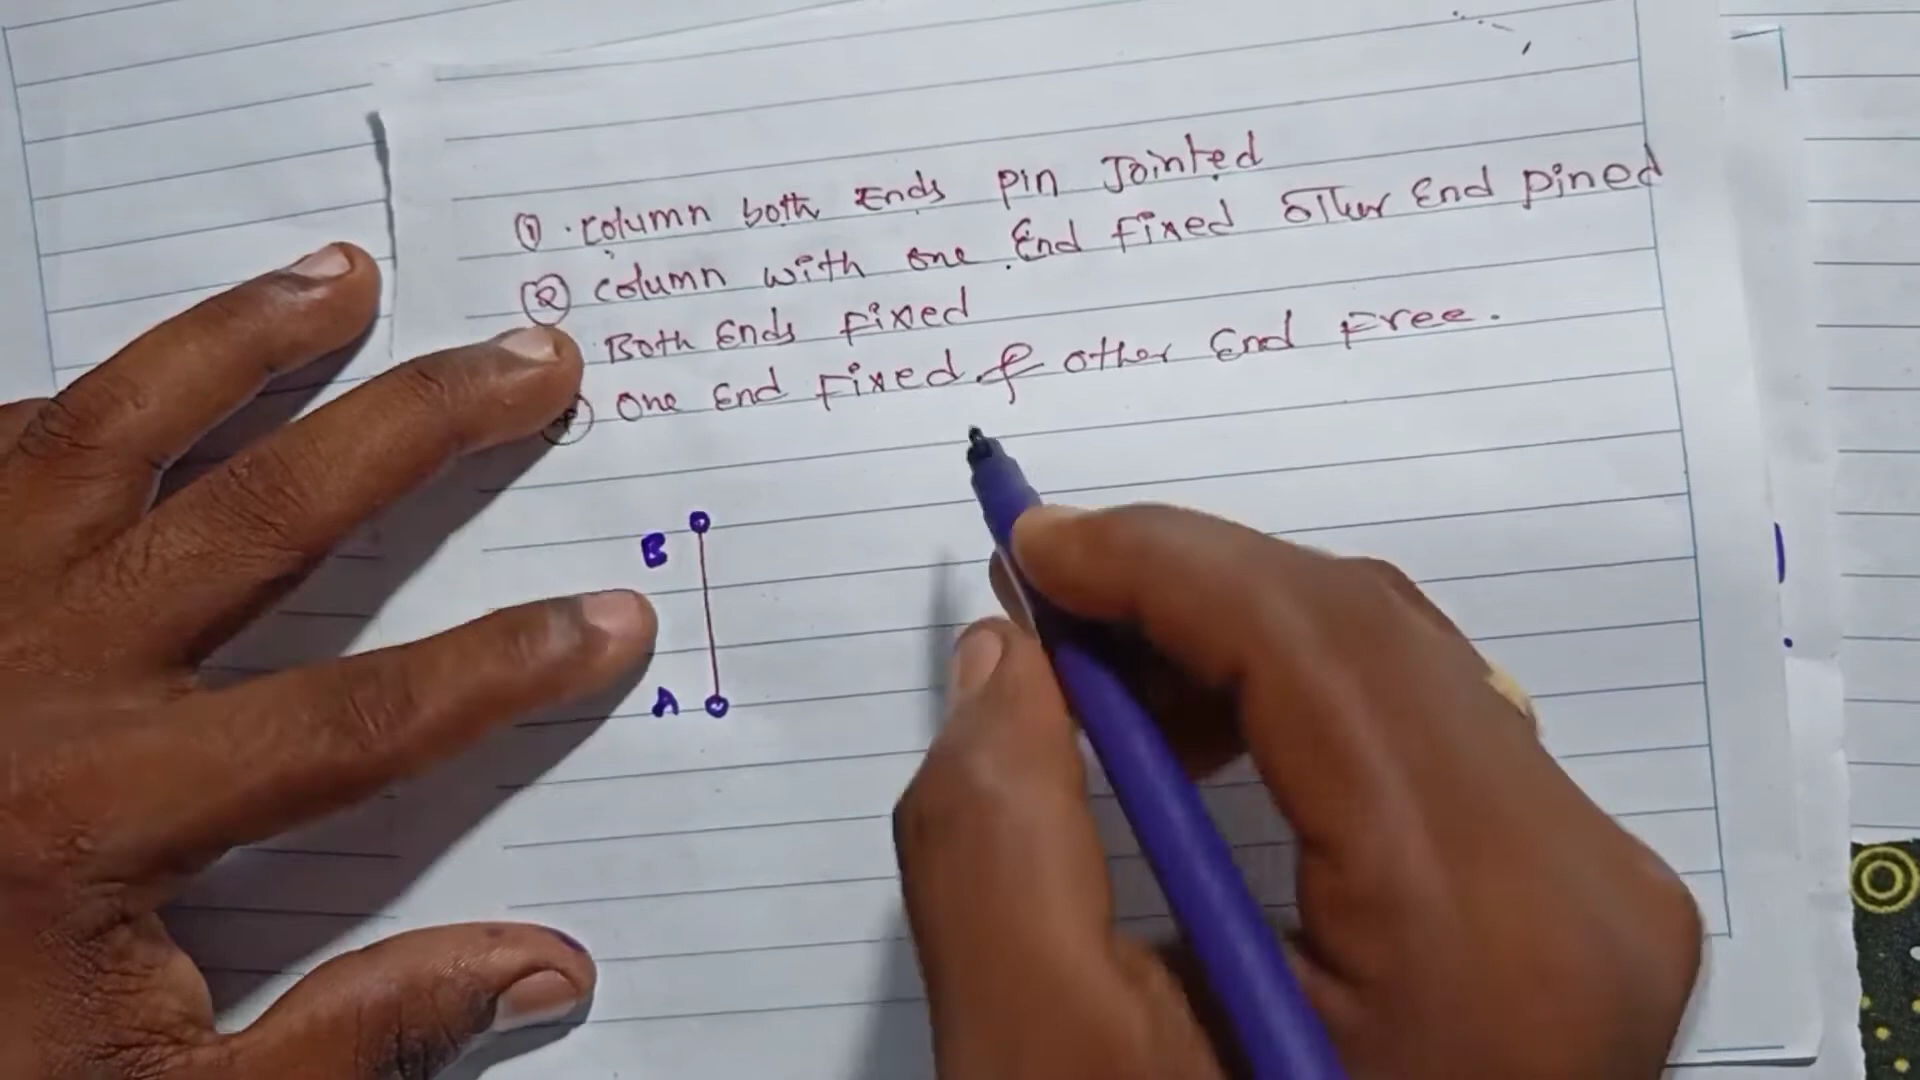 ① column both Ends pin Jointed
② column with one End fixed other End pined
Both Ends fixed
④ One End fixed & other End Free.
B
A